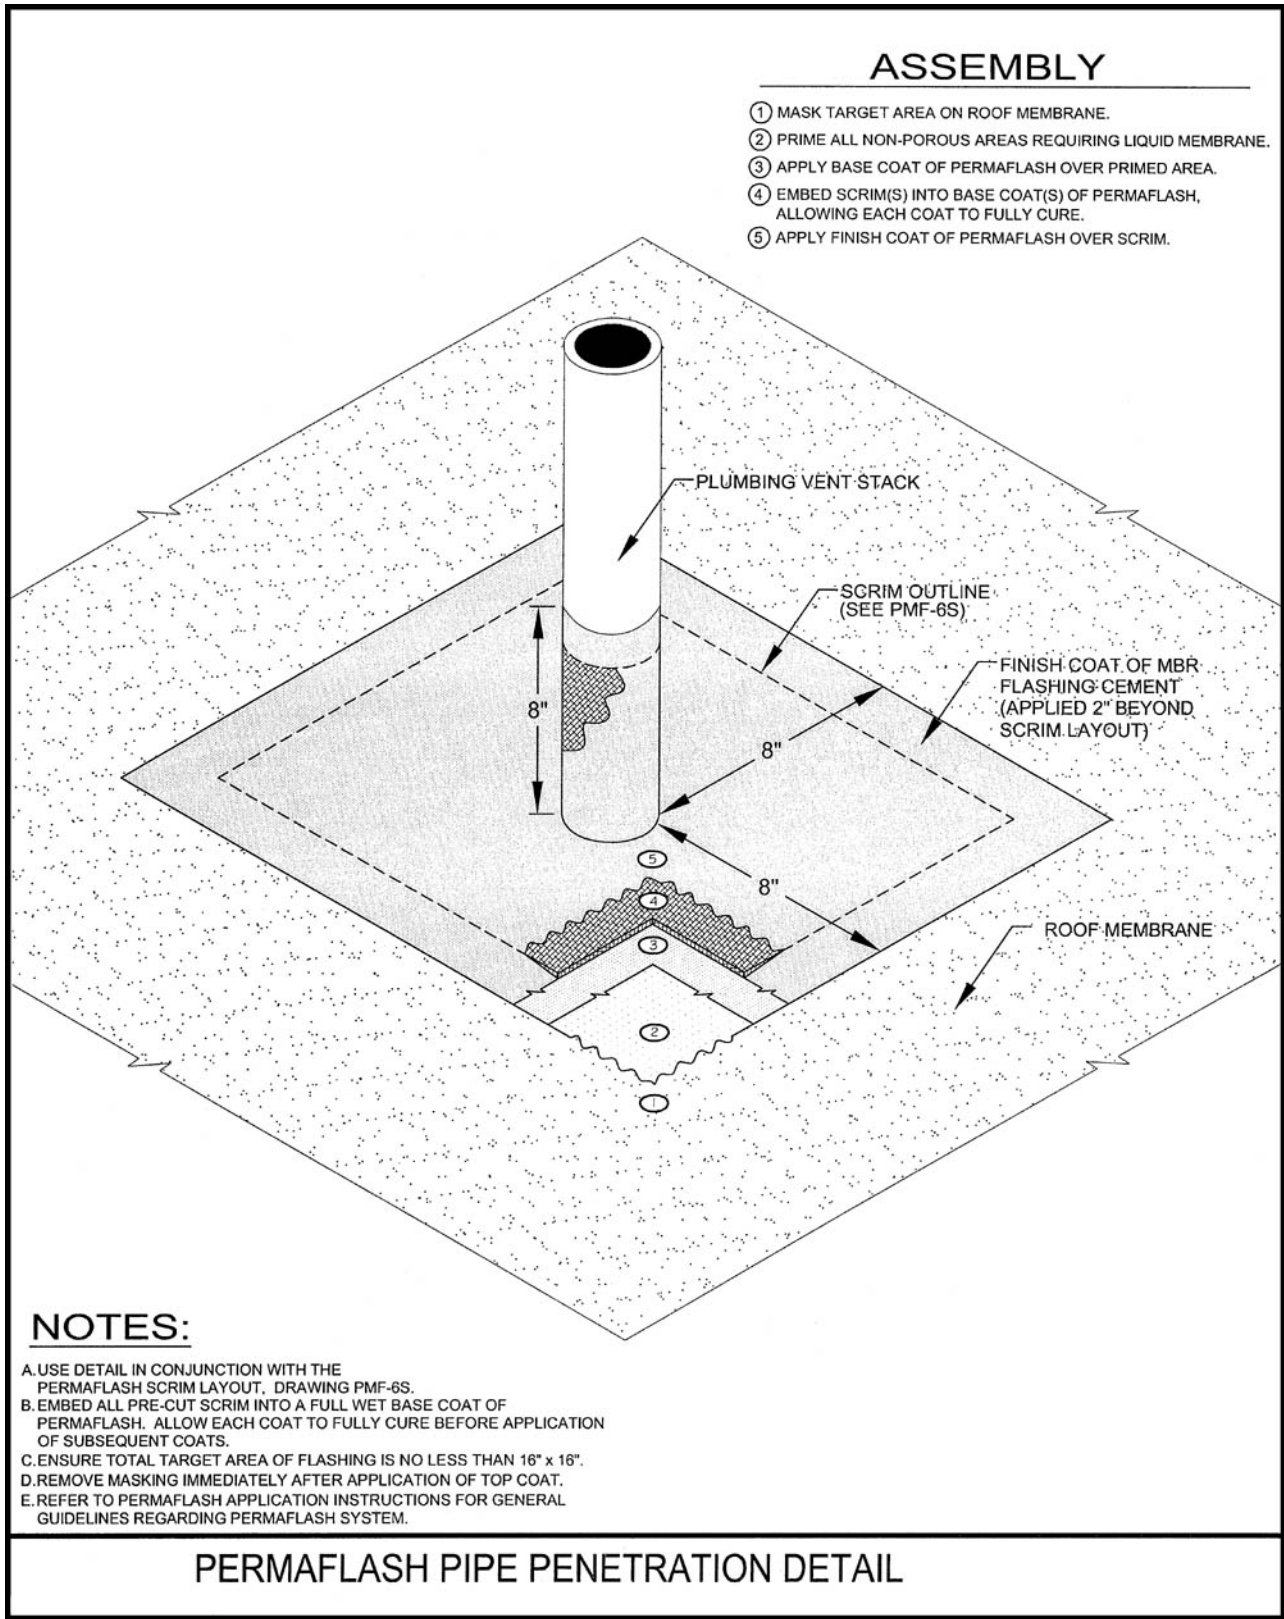 ASSEMBLY
① MASK TARGET AREA ON ROOF MEMBRANE.
② PRIME ALL NON-POROUS AREAS REQUIRING LIQUID MEMBRANE.
③ APPLY BASE COAT OF PERMAFLASH OVER PRIMED AREA.
④ EMBED SCRIM(S) INTO BASE COAT(S) OF PERMAFLASH,
ALLOWING EACH COAT TO FULLY CURE.
⑤ APPLY FINISH COAT OF PERMAFLASH OVER SCRIM.
PLUMBING VENT STACK
SCRIM OUTLINE
(SEE PMF-6S)
FINISH COAT OF MBR
FLASHING CEMENT
(APPLIED 2" BEYOND
SCRIM LAYOUT)
8"
8"
8"
⑤
④
③
②
①
ROOF MEMBRANE
NOTES:
A. USE DETAIL IN CONJUNCTION WITH THE
PERMAFLASH SCRIM LAYOUT, DRAWING PMF-6S.
B. EMBED ALL PRE-CUT SCRIM INTO A FULL WET BASE COAT OF
PERMAFLASH. ALLOW EACH COAT TO FULLY CURE BEFORE APPLICATION
OF SUBSEQUENT COATS.
C. ENSURE TOTAL TARGET AREA OF FLASHING IS NO LESS THAN 16" x 16".
D. REMOVE MASKING IMMEDIATELY AFTER APPLICATION OF TOP COAT.
E. REFER TO PERMAFLASH APPLICATION INSTRUCTIONS FOR GENERAL
GUIDELINES REGARDING PERMAFLASH SYSTEM.
PERMAFLASH PIPE PENETRATION DETAIL